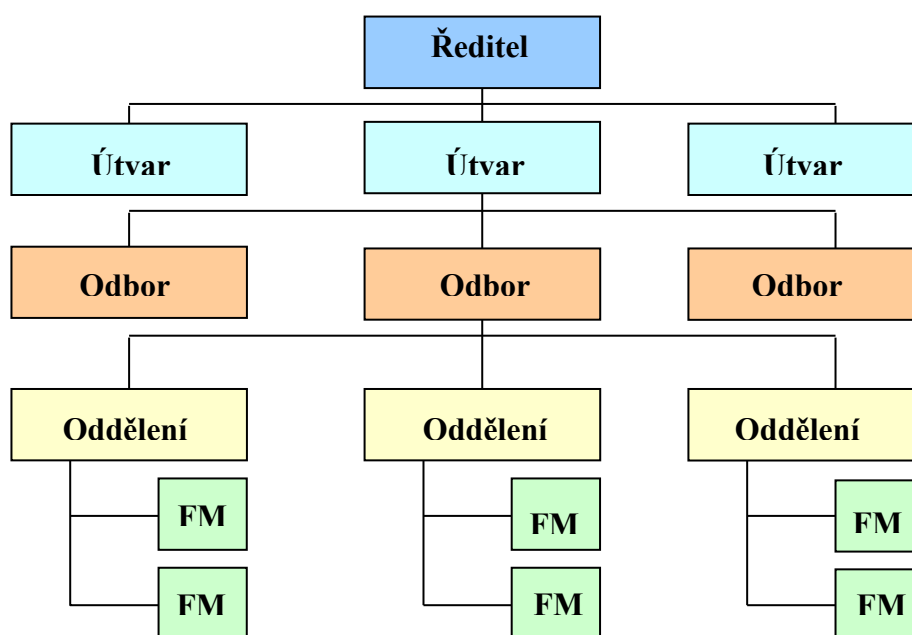 Ředitel
Útvar
Útvar
Útvar
Odbor
Odbor
Odbor
Oddělení
Oddělení
Oddělení
FM
FM
FM
FM
FM
FM